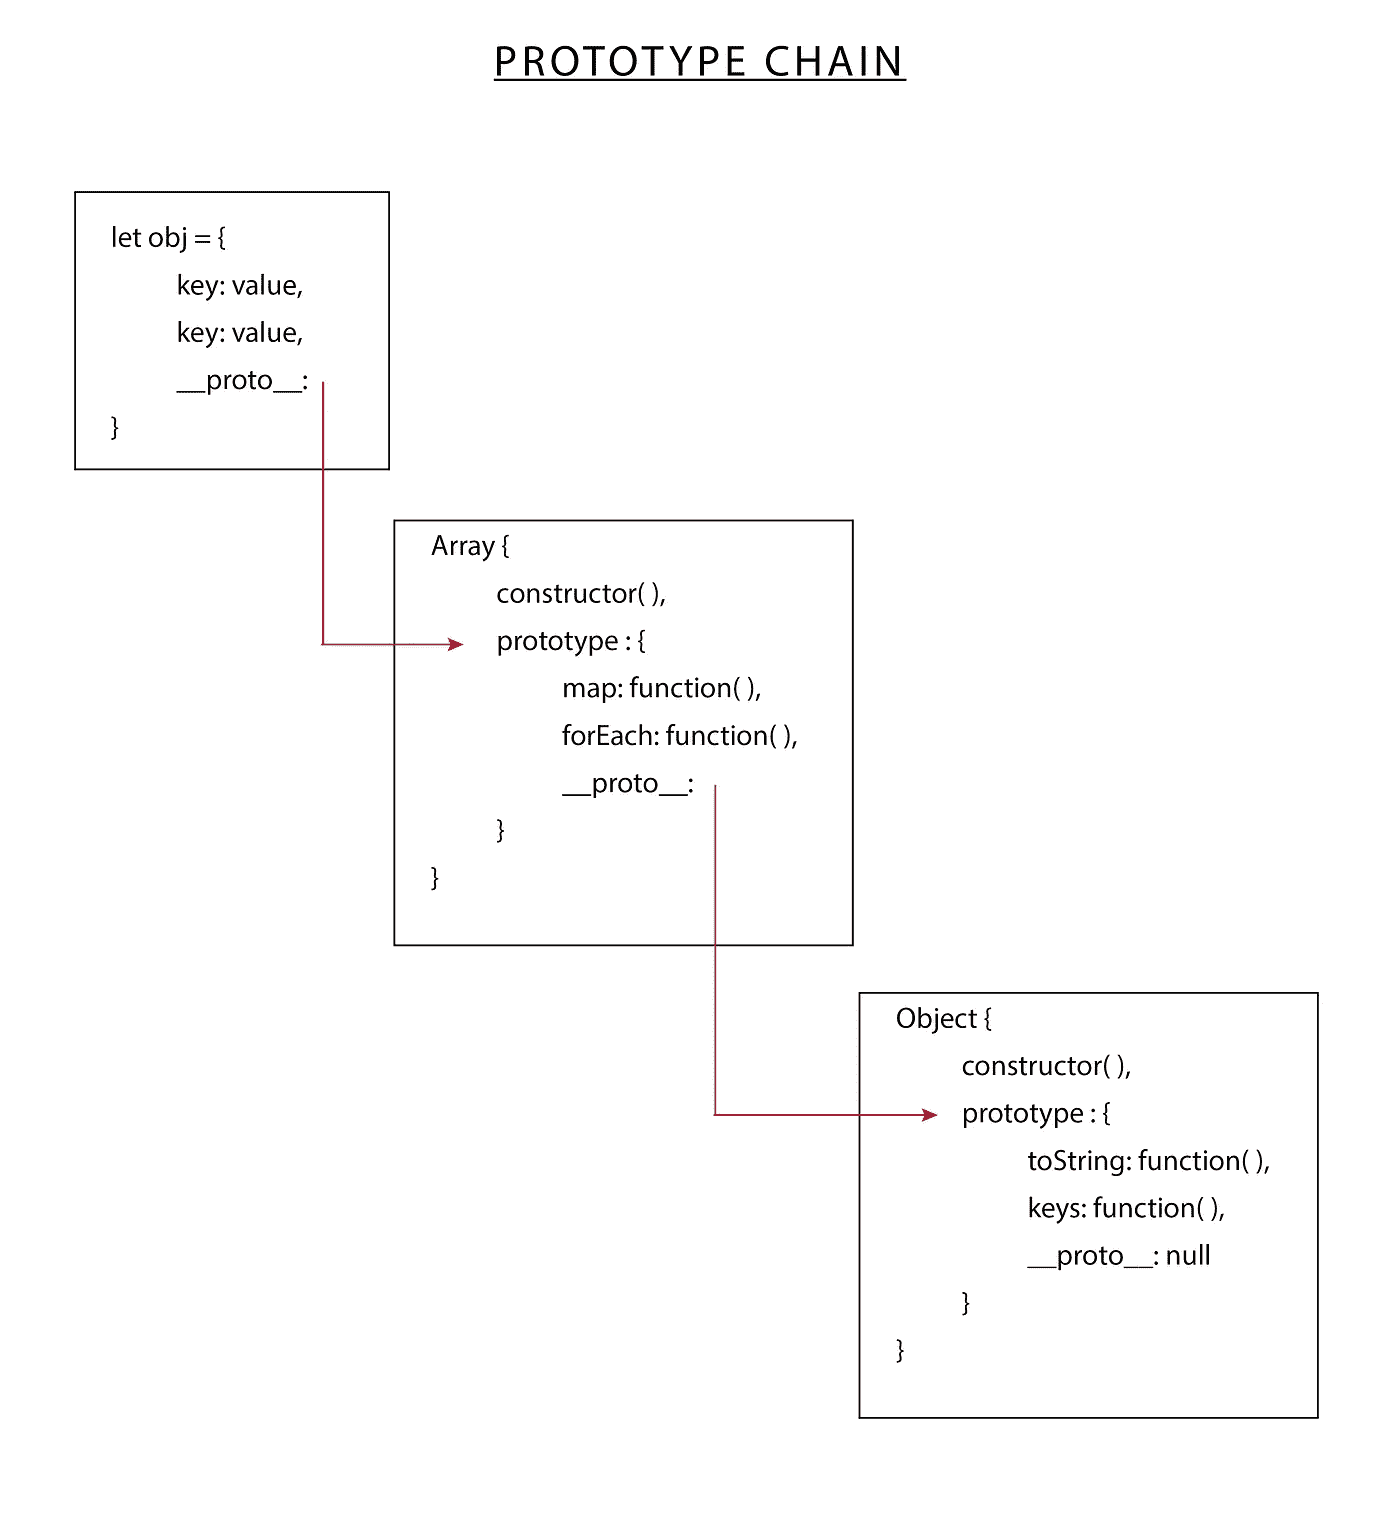 PROTOTYPE CHAIN
let obj = {
key: value,
key: value,
__proto__:
}
Array {
constructor( ),
prototype : {
map: function( ),
forEach: function( ),
__proto__:
}
}
Object {
constructor( ),
prototype : {
toString: function( ),
keys: function( ),
__proto__: null
}
}